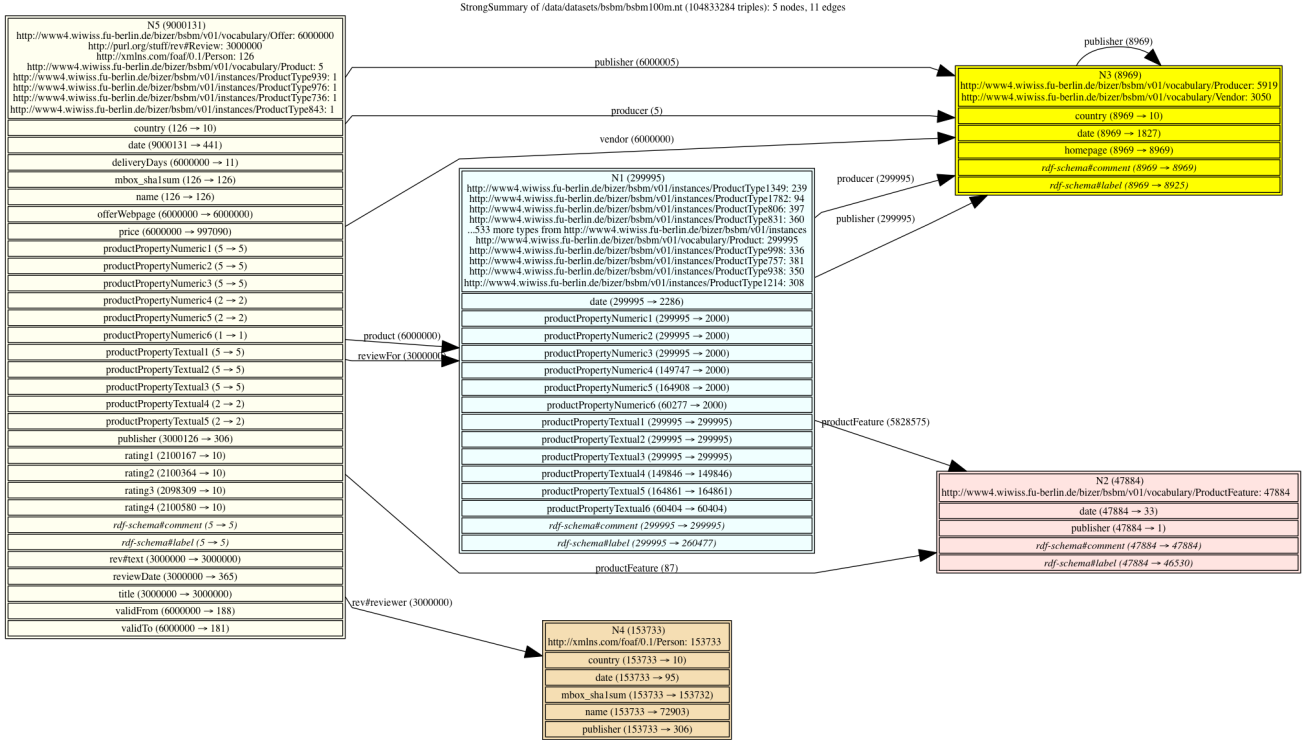 StrongSummary of /data/datasets/bsbm/bsbm100m.nt (104833284 triples): 5 nodes, 11 edges
N5 (9000131)
http://www4.wiwiss.fu-berlin.de/bizer/bsbm/v01/vocabulary/Offer: 6000000
http://purl.org/stuff/rev#Review: 3000000
http://xmlns.com/foaf/0.1/Person: 126
http://www4.wiwiss.fu-berlin.de/bizer/bsbm/v01/vocabulary/Product: 5
http://www4.wiwiss.fu-berlin.de/bizer/bsbm/v01/instances/ProductType939: 1
http://www4.wiwiss.fu-berlin.de/bizer/bsbm/v01/instances/ProductType976: 1
http://www4.wiwiss.fu-berlin.de/bizer/bsbm/v01/instances/ProductType736: 1
http://www4.wiwiss.fu-berlin.de/bizer/bsbm/v01/instances/ProductType843: 1
country (126 → 10)
date (9000131 → 441)
deliveryDays (6000000 → 11)
mbox_sha1sum (126 → 126)
name (126 → 126)
offerWebpage (6000000 → 6000000)
price (6000000 → 997090)
productPropertyNumeric1 (5 → 5)
productPropertyNumeric2 (5 → 5)
productPropertyNumeric3 (5 → 5)
productPropertyNumeric4 (2 → 2)
productPropertyNumeric5 (2 → 2)
productPropertyNumeric6 (1 → 1)
productPropertyTextual1 (5 → 5)
productPropertyTextual2 (5 → 5)
productPropertyTextual3 (5 → 5)
productPropertyTextual4 (2 → 2)
productPropertyTextual5 (2 → 2)
publisher (3000126 → 306)
rating1 (2100167 → 10)
rating2 (2100364 → 10)
rating3 (2098309 → 10)
rating4 (2100580 → 10)
rdf-schema#comment (5 → 5)
rdf-schema#label (5 → 5)
rev#text (3000000 → 3000000)
reviewDate (3000000 → 365)
title (3000000 → 3000000)
validFrom (6000000 → 188)
validTo (6000000 → 181)
publisher (6000005)
producer (5)
vendor (6000000)
product (6000000)
reviewFor (3000000)
productFeature (87)
rev#reviewer (3000000)
N1 (299995)
http://www4.wiwiss.fu-berlin.de/bizer/bsbm/v01/instances/ProductType1349: 239
http://www4.wiwiss.fu-berlin.de/bizer/bsbm/v01/instances/ProductType1782: 94
http://www4.wiwiss.fu-berlin.de/bizer/bsbm/v01/instances/ProductType806: 397
http://www4.wiwiss.fu-berlin.de/bizer/bsbm/v01/instances/ProductType831: 360
...533 more types from http://www4.wiwiss.fu-berlin.de/bizer/bsbm/v01/instances
http://www4.wiwiss.fu-berlin.de/bizer/bsbm/v01/vocabulary/Product: 299995
http://www4.wiwiss.fu-berlin.de/bizer/bsbm/v01/instances/ProductType998: 336
http://www4.wiwiss.fu-berlin.de/bizer/bsbm/v01/instances/ProductType757: 381
http://www4.wiwiss.fu-berlin.de/bizer/bsbm/v01/instances/ProductType938: 350
http://www4.wiwiss.fu-berlin.de/bizer/bsbm/v01/instances/ProductType1214: 308
date (299995 → 2286)
productPropertyNumeric1 (299995 → 2000)
productPropertyNumeric2 (299995 → 2000)
productPropertyNumeric3 (299995 → 2000)
productPropertyNumeric4 (149747 → 2000)
productPropertyNumeric5 (164908 → 2000)
productPropertyNumeric6 (60277 → 2000)
productPropertyTextual1 (299995 → 299995)
productPropertyTextual2 (299995 → 299995)
productPropertyTextual3 (299995 → 299995)
productPropertyTextual4 (149846 → 149846)
productPropertyTextual5 (164861 → 164861)
productPropertyTextual6 (60404 → 60404)
rdf-schema#comment (299995 → 299995)
rdf-schema#label (299995 → 260477)
producer (299995)
publisher (299995)
productFeature (5828575)
publisher (8969)
N3 (8969)
http://www4.wiwiss.fu-berlin.de/bizer/bsbm/v01/vocabulary/Producer: 5919
http://www4.wiwiss.fu-berlin.de/bizer/bsbm/v01/vocabulary/Vendor: 3050
country (8969 → 10)
date (8969 → 1827)
homepage (8969 → 8969)
rdf-schema#comment (8969 → 8969)
rdf-schema#label (8969 → 8925)
N2 (47884)
http://www4.wiwiss.fu-berlin.de/bizer/bsbm/v01/vocabulary/ProductFeature: 47884
date (47884 → 33)
publisher (47884 → 1)
rdf-schema#comment (47884 → 47884)
rdf-schema#label (47884 → 46530)
N4 (153733)
http://xmlns.com/foaf/0.1/Person: 153733
country (153733 → 10)
date (153733 → 95)
mbox_sha1sum (153733 → 153732)
name (153733 → 72903)
publisher (153733 → 306)